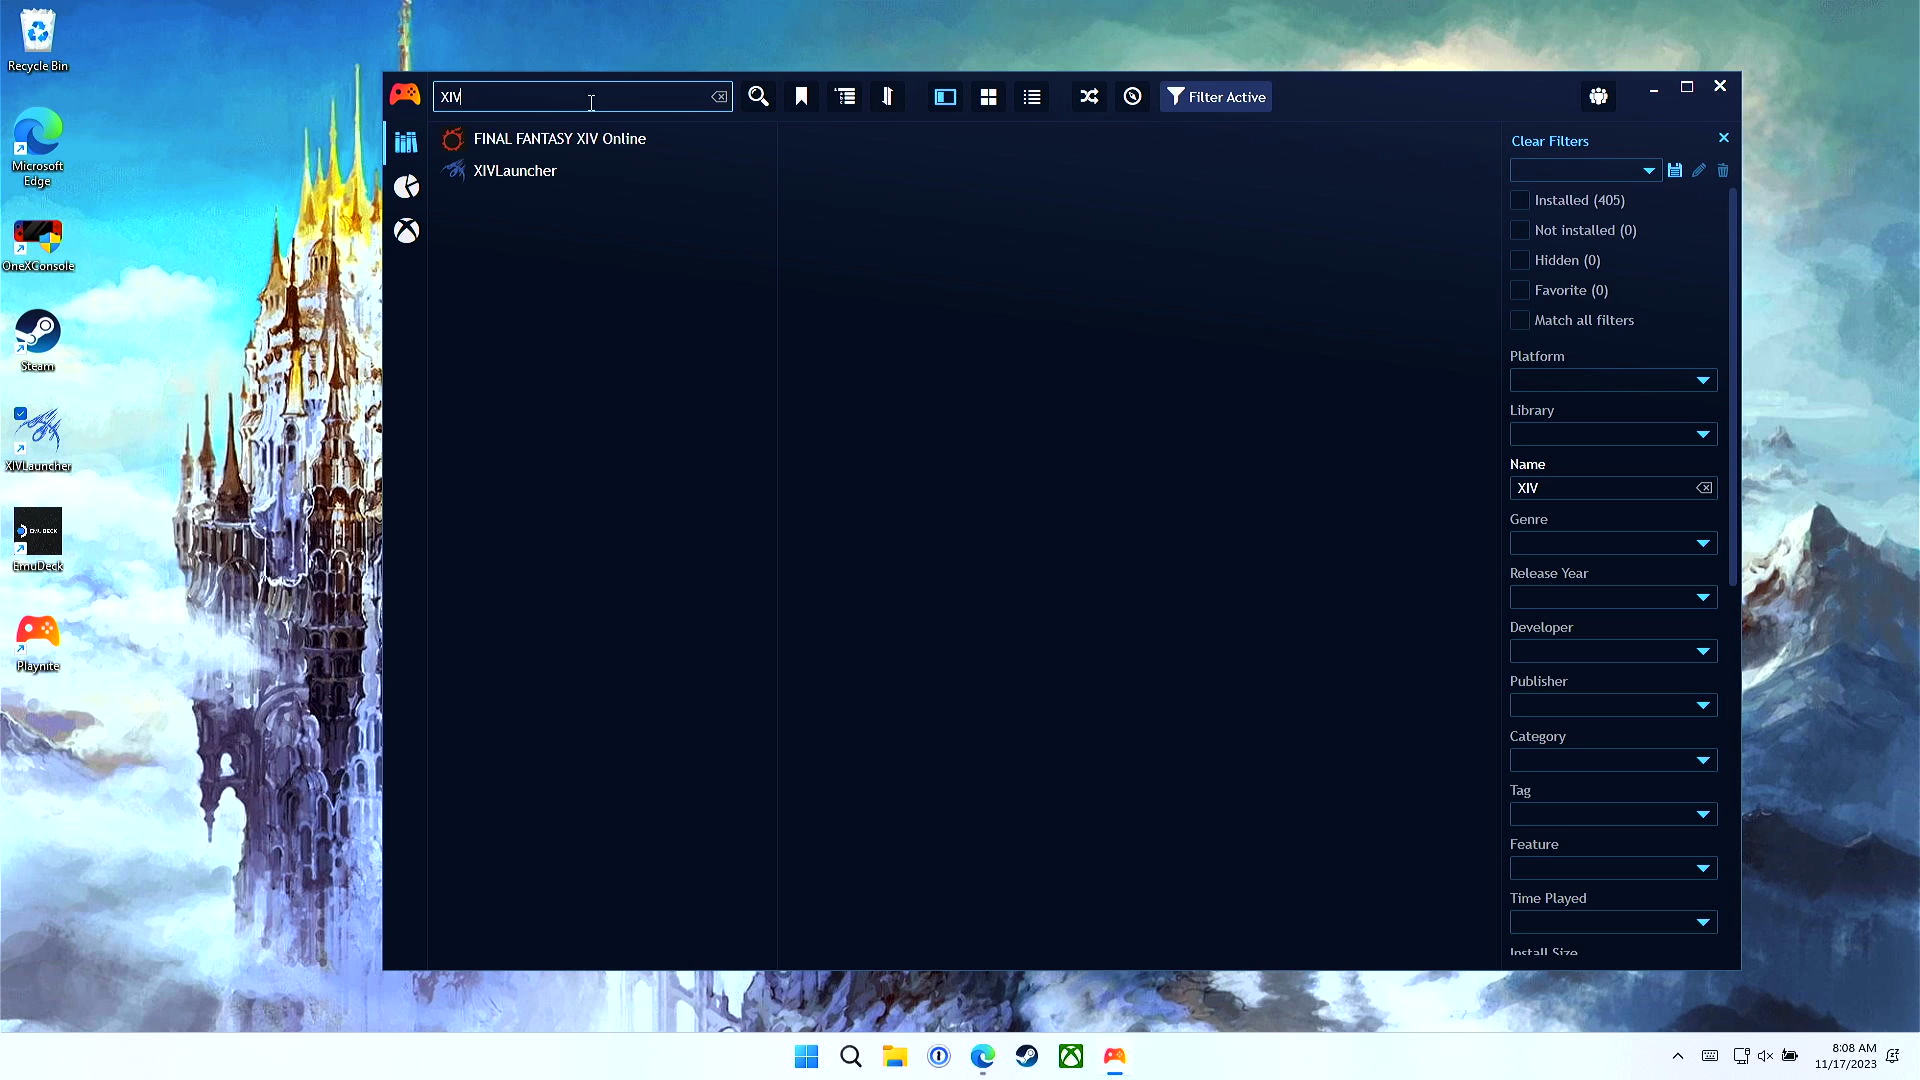 Recycle Bin
Microsoft
Edge
OneXConsole
Steam
XIVLauncher
EMUDECK
EmuDeck
Playnite
XIV
Filter Active
FINAL FANTASY XIV Online
XIVLauncher
Clear Filters
Installed (405)
Not installed (0)
Hidden (0)
Favorite (0)
Match all filters
Platform
Library
Name
XIV
Genre
Release Year
Developer
Publisher
Category
Tag
Feature
Time Played
Install Size
8:08 AM
11/17/2023